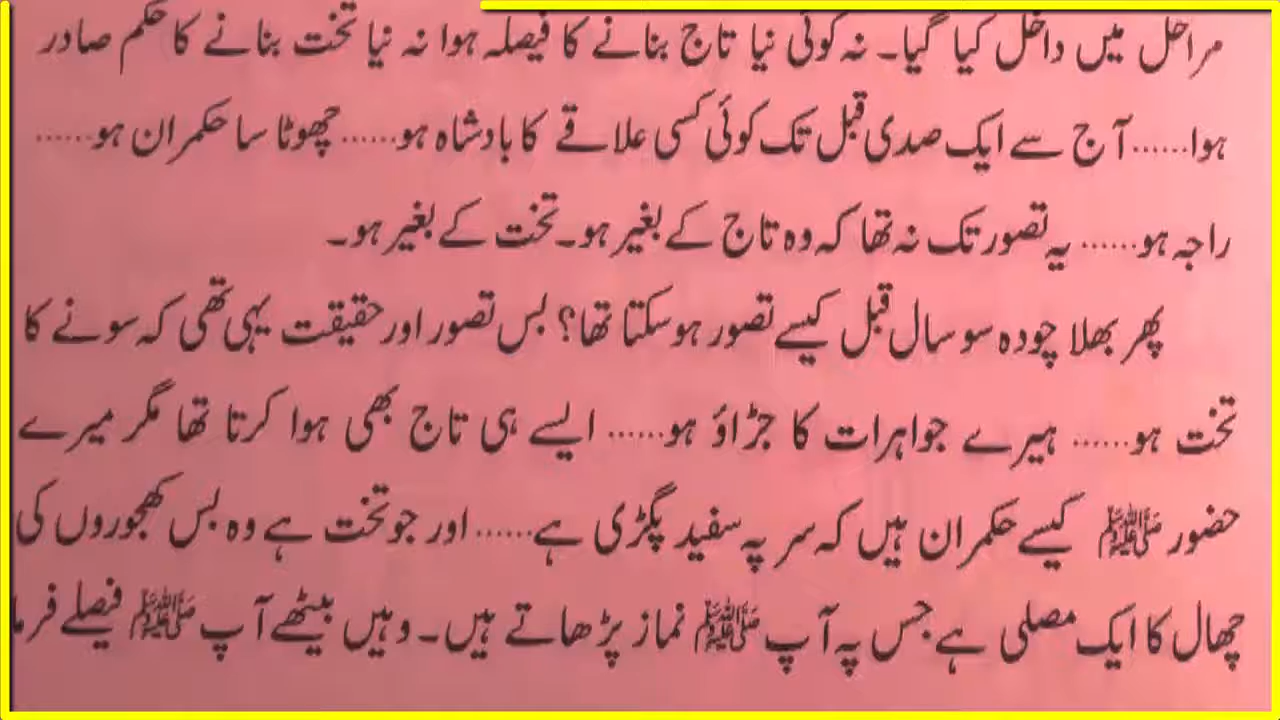 مراحل میں داخل کیا گیا۔ نہ کوئی نیا تاج بنانے کا فیصلہ ہوا نہ نیا تخت بنانے کا حکم صادر
ہوا...... آج سے ایک صدی قبل تک کوئی کسی علاقے کا بادشاہ ہو...... چھوٹا سا حکمران ہو......
راجہ ہو...... یہ تصور تک نہ تھا کہ وہ تاج کے بغیر ہو۔ تخت کے بغیر ہو۔
پھر بھلا چودہ سو سال قبل کیسے تصور ہو سکتا تھا؟ بس تصور اور حقیقت یہی تھی کہ سونے کا
تخت ہو...... ہیرے جواہرات کا جڑاؤ ہو...... ایسے ہی تاج بھی ہوا کرتا تھا مگر میرے
حضور ﷺ کیسے حکمران ہیں کہ سر پہ سفید پگڑی ہے...... اور جو تخت ہے وہ بس کھجوروں کی
چھال کا ایک مصلی ہے جس پہ آپ ﷺ نماز پڑھاتے ہیں۔ وہیں بیٹھے آپ ﷺ فیصلے فرما